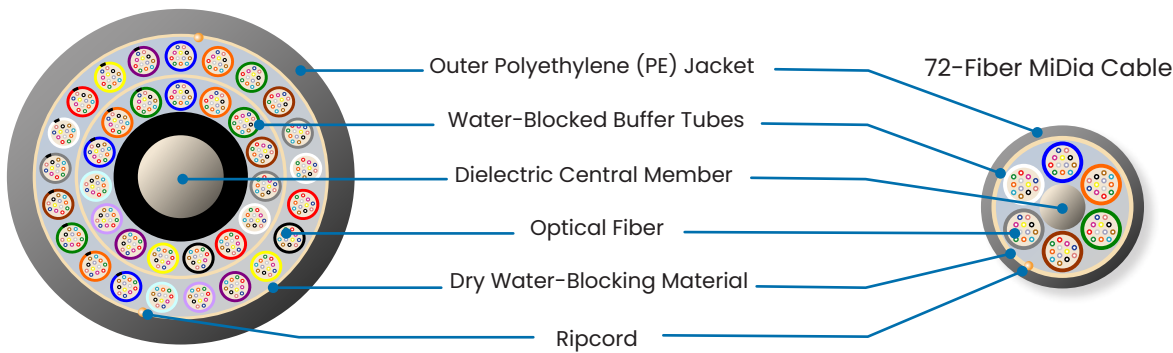 Outer Polyethylene (PE) Jacket
72-Fiber MiDia Cable
Water-Blocked Buffer Tubes
Dielectric Central Member
Optical Fiber
Dry Water-Blocking Material
Ripcord